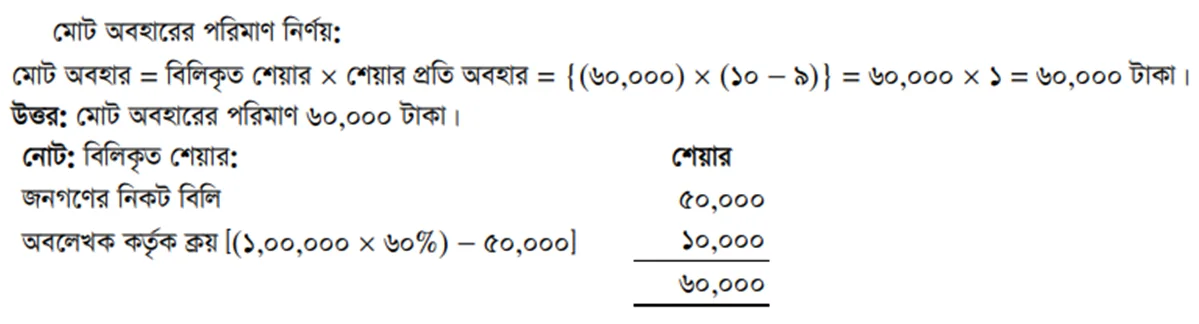 মোট অবহারের পরিমাণ নির্ণয়:
মোট অবহার = বিলিকৃত শেয়ার × শেয়ার প্রতি অবহার = {(৬০,০০০) × (১০ − ৯)} = ৬০,০০০ × ১ = ৬০,০০০ টাকা।
উত্তর: মোট অবহারের পরিমাণ ৬০,০০০ টাকা।
নোট: বিলিকৃত শেয়ার: শেয়ার
জনগণের নিকট বিলি ৫০,০০০
অবলেখক কর্তৃক ক্রয় [(১,০০,০০০ × ৬০%) − ৫০,০০০] ১০,০০০
৬০,০০০